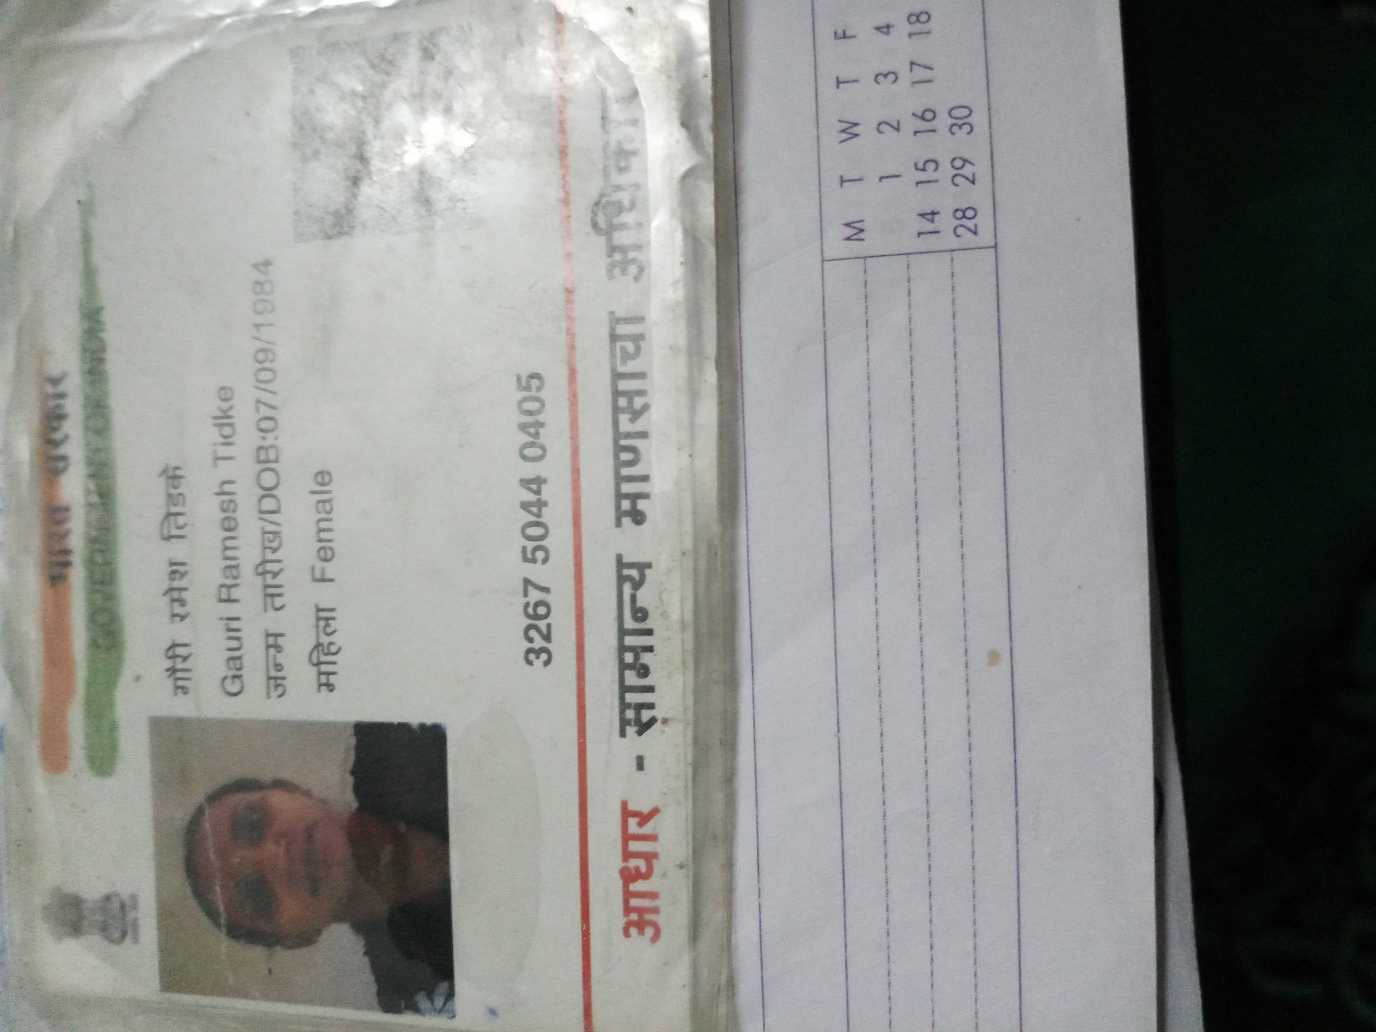 भारत सरकार
GOVERNMENT OF INDIA
गौरी रमेश तिडके
Gauri Ramesh Tidke
जन्म तारीख/DOB:07/09/1984
महिला Female
3267 5044 0405
आधार - सामान्य माणसाचा अधिकार
M T W T F
1 2 3 4
14 15 16 17 18
28 29 30